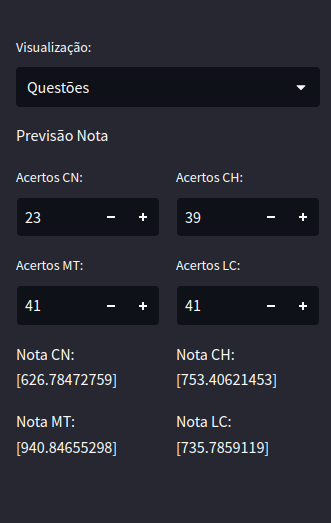 Visualização:
Questões
Previsão Nota
Acertos CN: Acertos CH:
23 − + 39 − +
Acertos MT: Acertos LC:
41 − + 41 − +
Nota CN: Nota CH:
[626.78472759] [753.40621453]
Nota MT: Nota LC:
[940.84655298] [735.7859119]